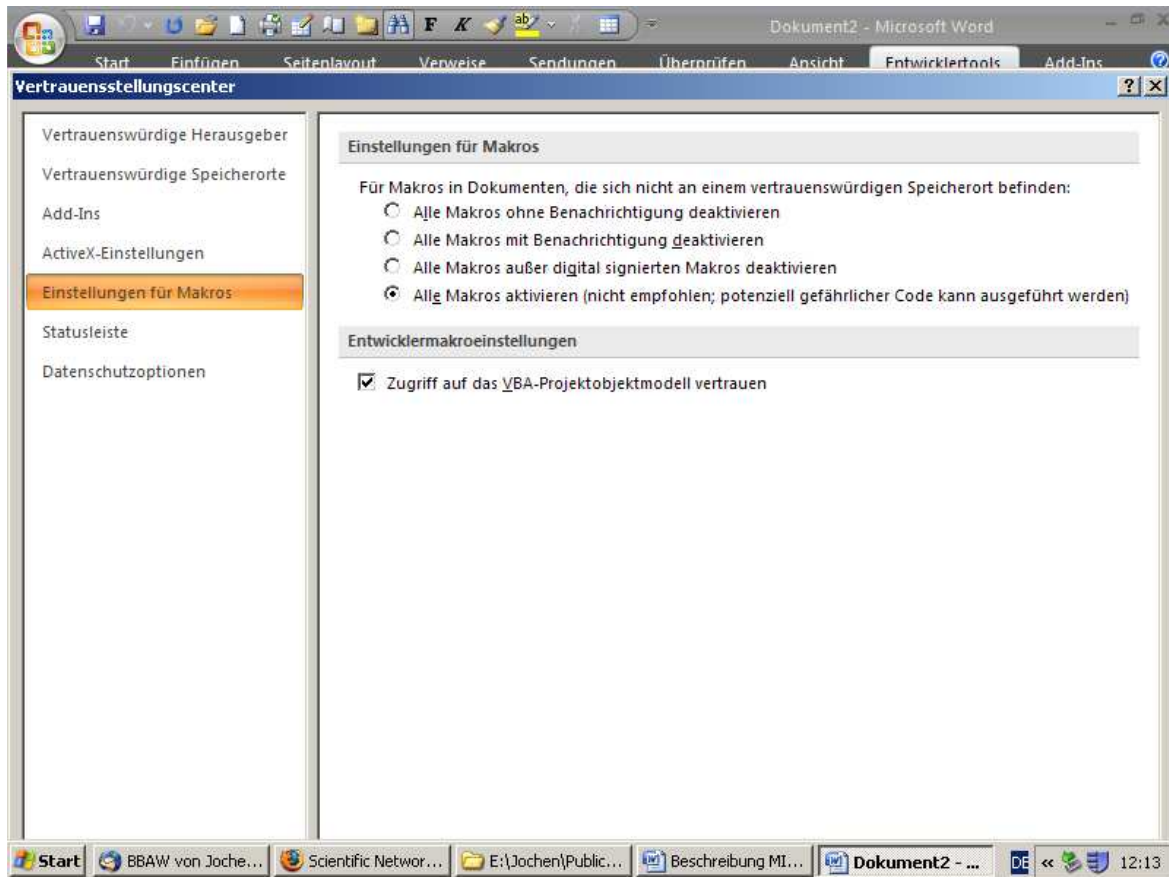 F K ab
Dokument2 - Microsoft Word
Start Einfügen Seitenlayout Verweise Sendungen Überprüfen Ansicht Entwicklertools Add-Ins
Vertrauensstellungscenter
Vertrauenswürdige Herausgeber
Vertrauenswürdige Speicherorte
Add-Ins
ActiveX-Einstellungen
Einstellungen für Makros
Statusleiste
Datenschutzoptionen
Einstellungen für Makros
Für Makros in Dokumenten, die sich nicht an einem vertrauenswürdigen Speicherort befinden:
Alle Makros ohne Benachrichtigung deaktivieren
Alle Makros mit Benachrichtigung deaktivieren
Alle Makros außer digital signierten Makros deaktivieren
Alle Makros aktivieren (nicht empfohlen; potenziell gefährlicher Code kann ausgeführt werden)
Entwicklermakroeinstellungen
Zugriff auf das VBA-Projektobjektmodell vertrauen
Start BBAW von Joche... Scientific Networ... E:\Jochen\Public... Beschreibung MI... Dokument2 - ... DE « 12:13